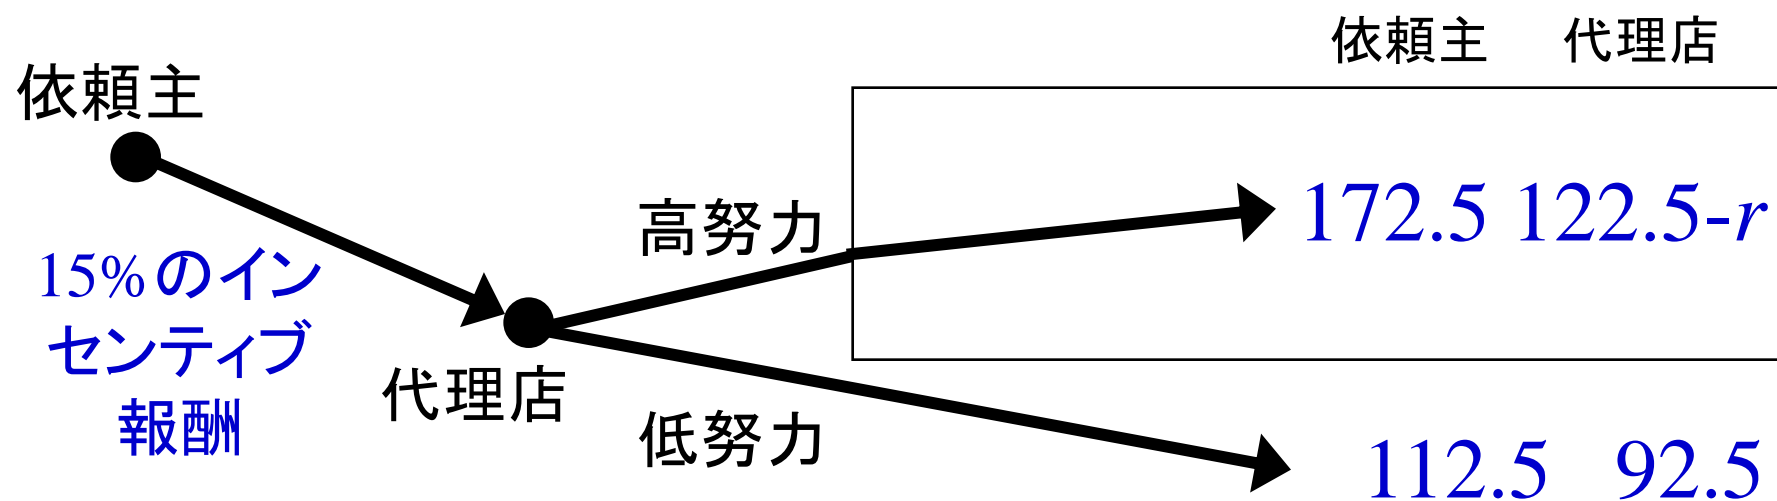 依頼主 代理店
依頼主
高努力
172.5 122.5-r
15%のイン
センティブ
報酬
代理店
低努力
112.5 92.5